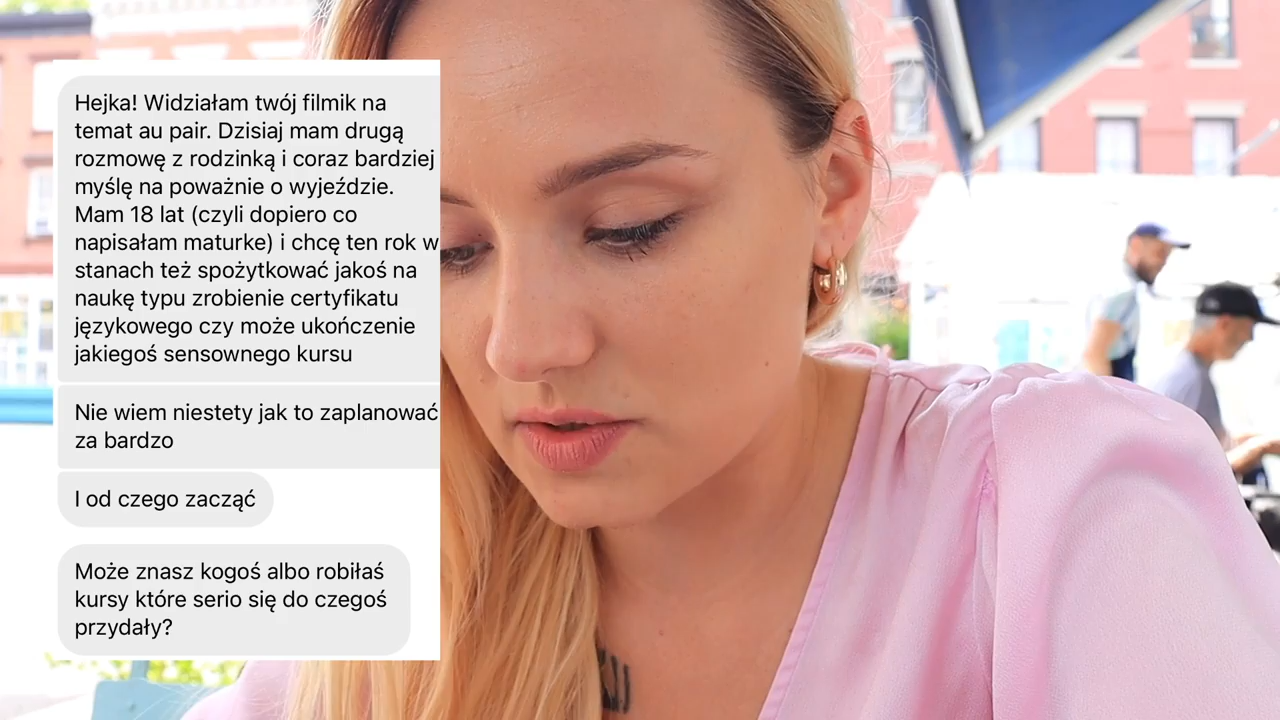 Hejka! Widziałam twój filmik na
temat au pair. Dzisiaj mam drugą
rozmowę z rodzinką i coraz bardziej
myślę na poważnie o wyjeździe.
Mam 18 lat (czyli dopiero co
napisałam maturke) i chcę ten rok w
stanach też spożytkować jakoś na
naukę typu zrobienie certyfikatu
językowego czy może ukończenie
jakiegoś sensownego kursu
Nie wiem niestety jak to zaplanować
za bardzo
I od czego zacząć
Może znasz kogoś albo robiłaś
kursy które serio się do czegoś
przydały?